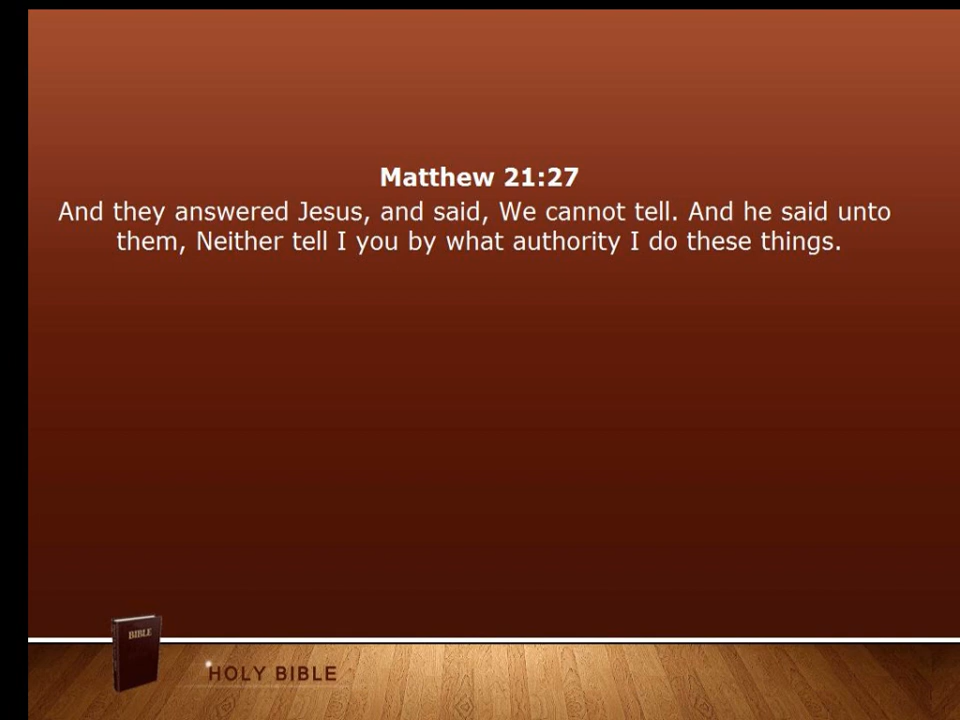 Matthew 21:27
And they answered Jesus, and said, We cannot tell. And he said unto
them, Neither tell I you by what authority I do these things.
BIBLE
HOLY BIBLE